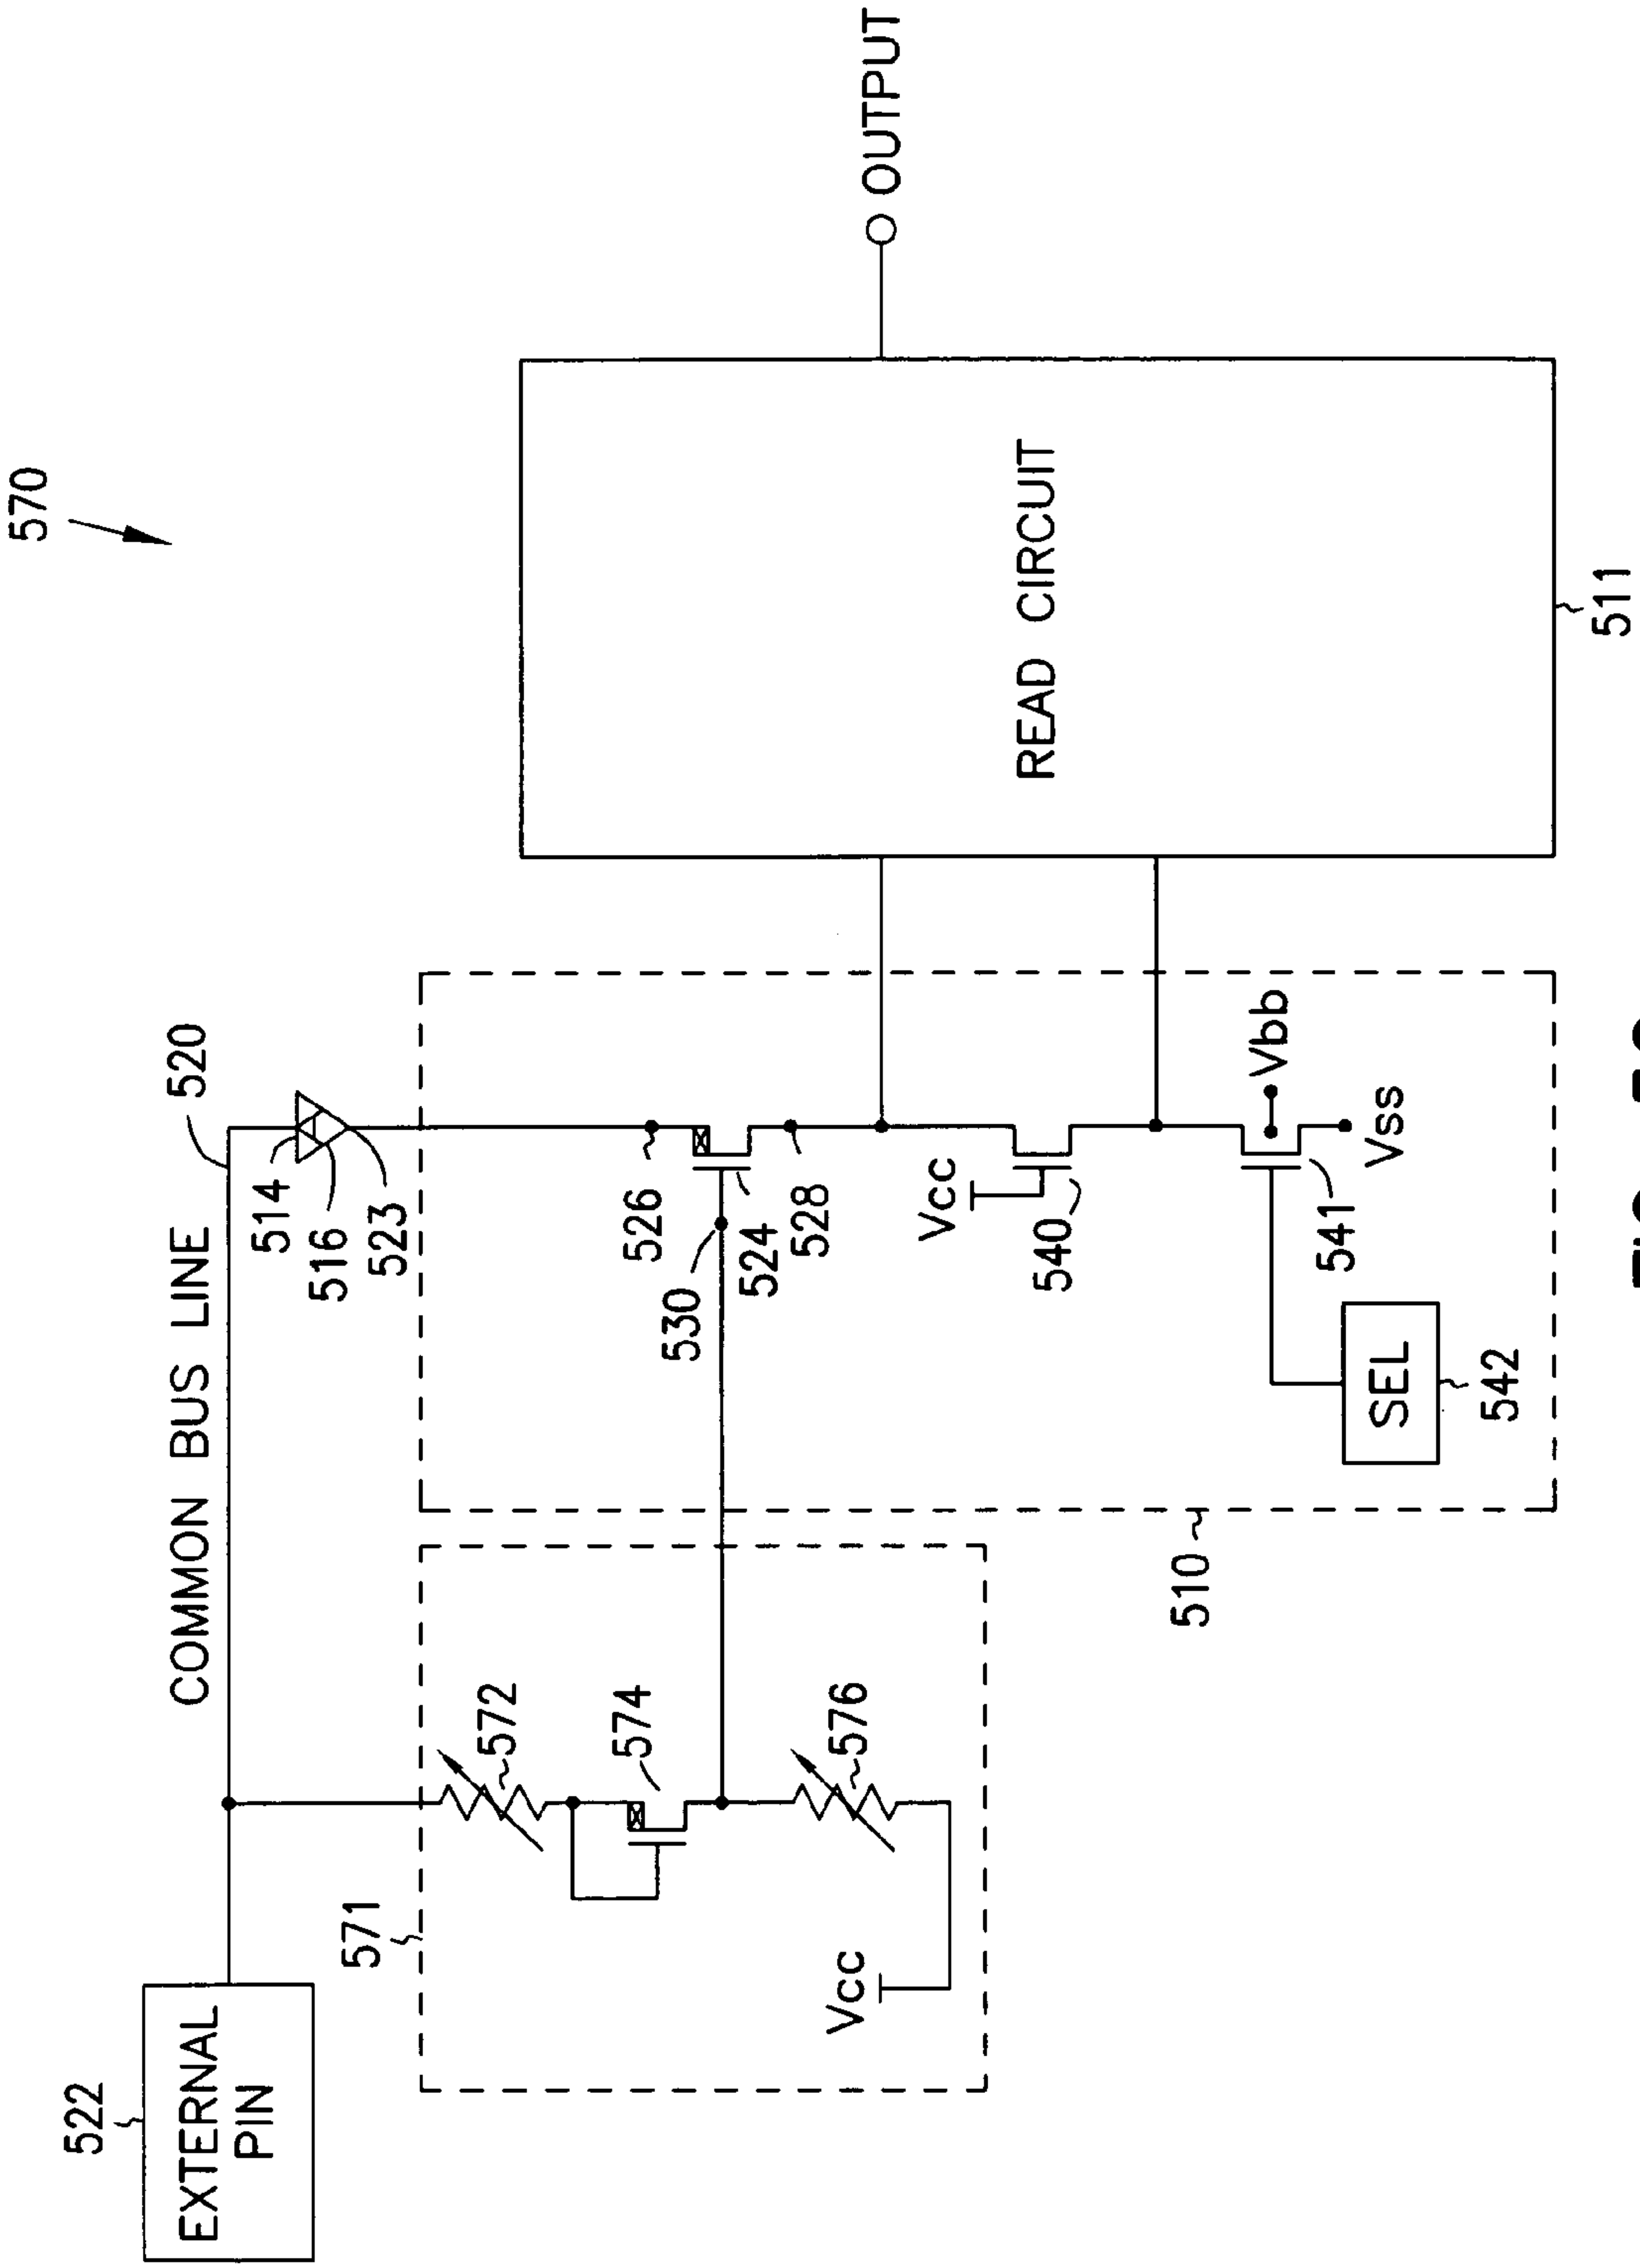 570
COMMON BUS LINE
520
522
EXTERNAL
PIN
514
516
523
571
572
574
576
Vcc
526
530
524
528
Vcc
540
Vbb
541
Vss
SEL
542
510
READ CIRCUIT
511
OUTPUT